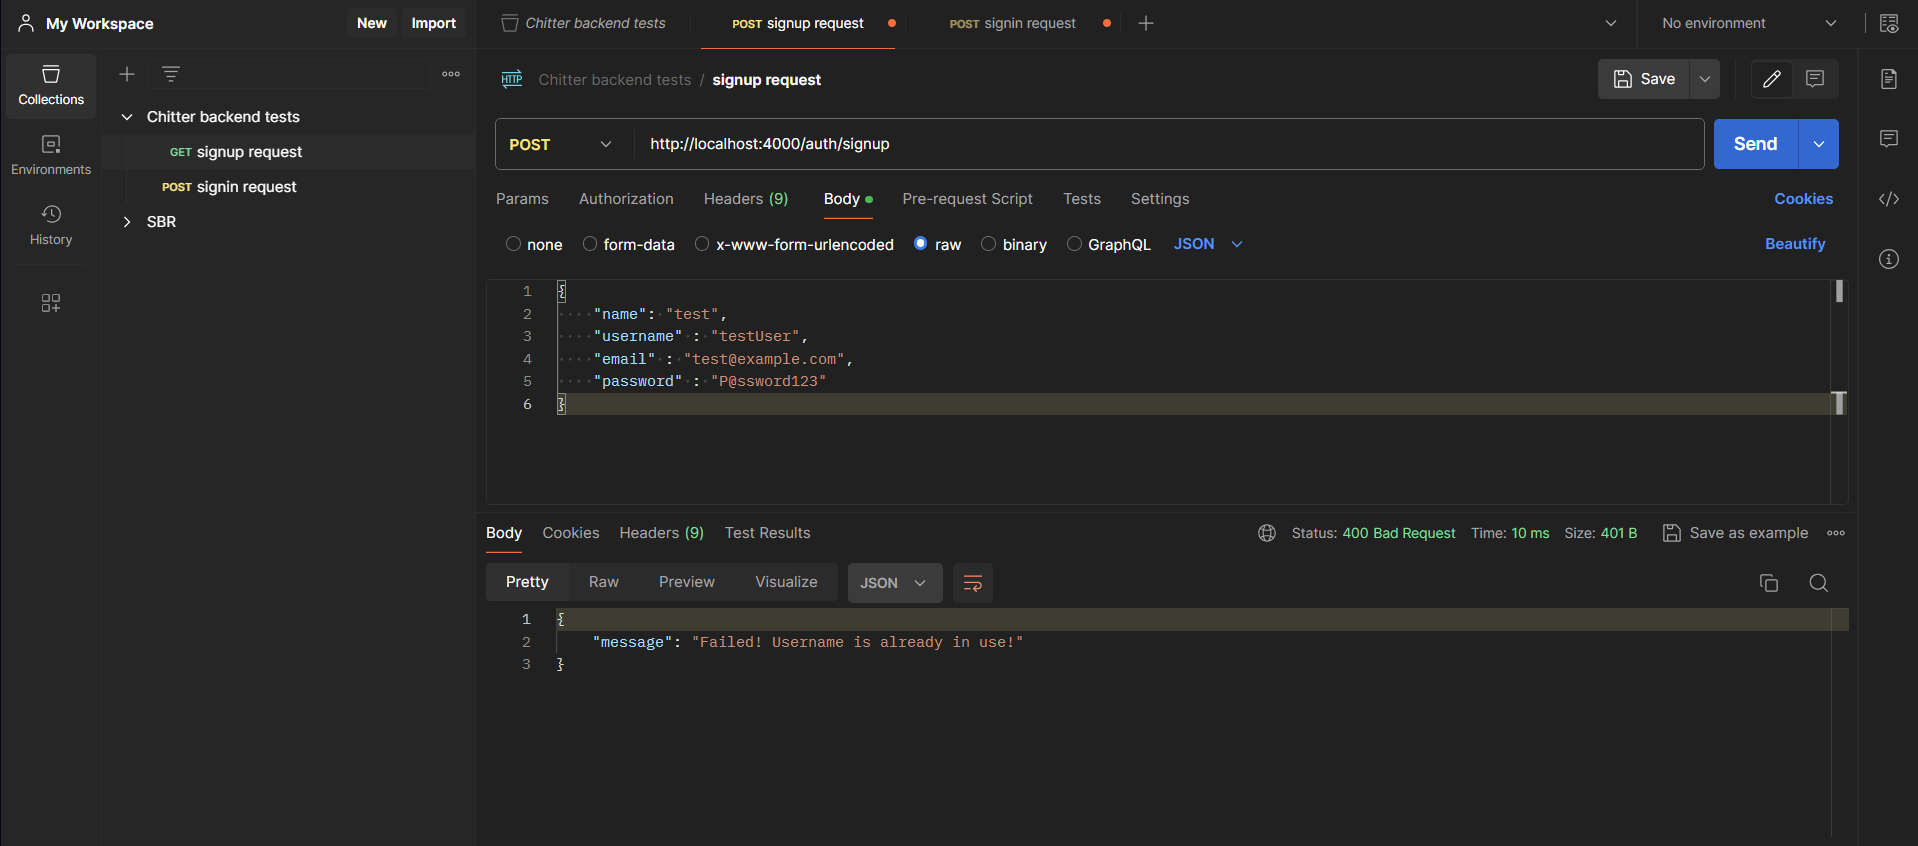 My Workspace
New
Import
Chitter backend tests
POST signup request
POST signin request
No environment
Collections
Environments
History
Chitter backend tests
GET signup request
POST signin request
SBR
HTTP
Chitter backend tests / signup request
Save
POST
http://localhost:4000/auth/signup
Send
Params
Authorization
Headers (9)
Body
Pre-request Script
Tests
Settings
Cookies
none
form-data
x-www-form-urlencoded
raw
binary
GraphQL
JSON
Beautify
1 {
2 "name": "test",
3 "username" : "testUser",
4 "email" : "test@example.com",
5 "password" : "P@ssword123"
6 }
Body
Cookies
Headers (9)
Test Results
Status: 400 Bad Request Time: 10 ms Size: 401 B
Save as example
Pretty
Raw
Preview
Visualize
JSON
1 {
2 "message": "Failed! Username is already in use!"
3 }